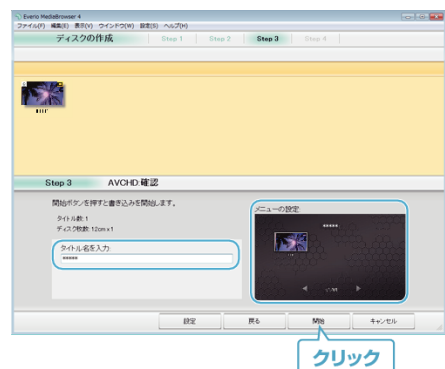 Everio MediaBrowser 4
ファイル(F) 編集(E) 表示(V) ウインドウ(W) 設定(S) ヘルプ(H)
ディスクの作成 Step 1 Step 2 Step 3 Step 4
Step 3 AVCHD:確認
開始ボタンを押すと書き込みを開始します。
タイトル数: 1
ディスク枚数: 12cm x 1
タイトル名を入力:
*****
メニューの設定
*****
設定 戻る 開始 キャンセル
クリック